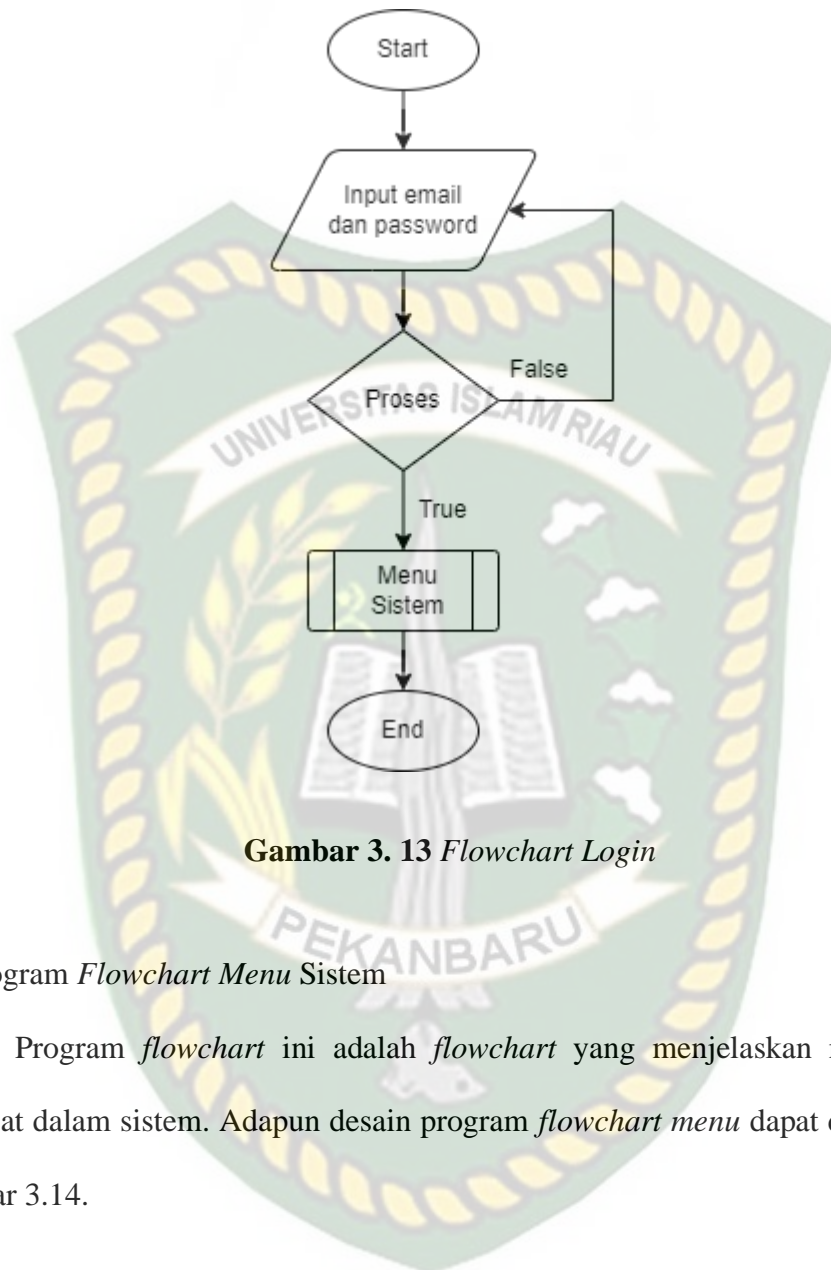 Start
Input email
dan password
False
Proses
UNIVERSITAS ISLAM RIAU
True
Menu
Sistem
End
Gambar 3. 13 Flowchart Login
PEKANBARU
ogram Flowchart Menu Sistem
Program flowchart ini adalah flowchart yang menjelaskan
at dalam sistem. Adapun desain program flowchart menu dapat
ar 3.14.